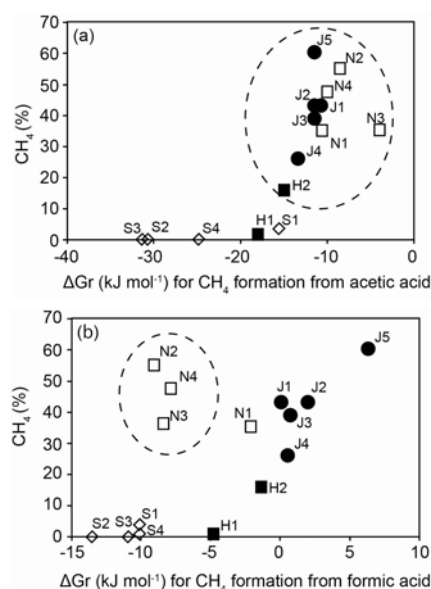 (a)
CH₄ (%)
70
60
50
40
30
20
10
0
J5
N2
N4
J2
J1
J3
N1
N3
J4
H2
H1
S1
S3
S2
S4
-40
-30
-20
-10
0
ΔGr (kJ mol⁻¹) for CH₄ formation from acetic acid
(b)
CH₄ (%)
70
60
50
40
30
20
10
0
J5
N2
N4
N3
N1
J1
J2
J3
J4
H2
H1
S1
S2
S3
S4
-15
-10
-5
0
5
10
ΔGr (kJ mol⁻¹) for CH₄ formation from formic acid